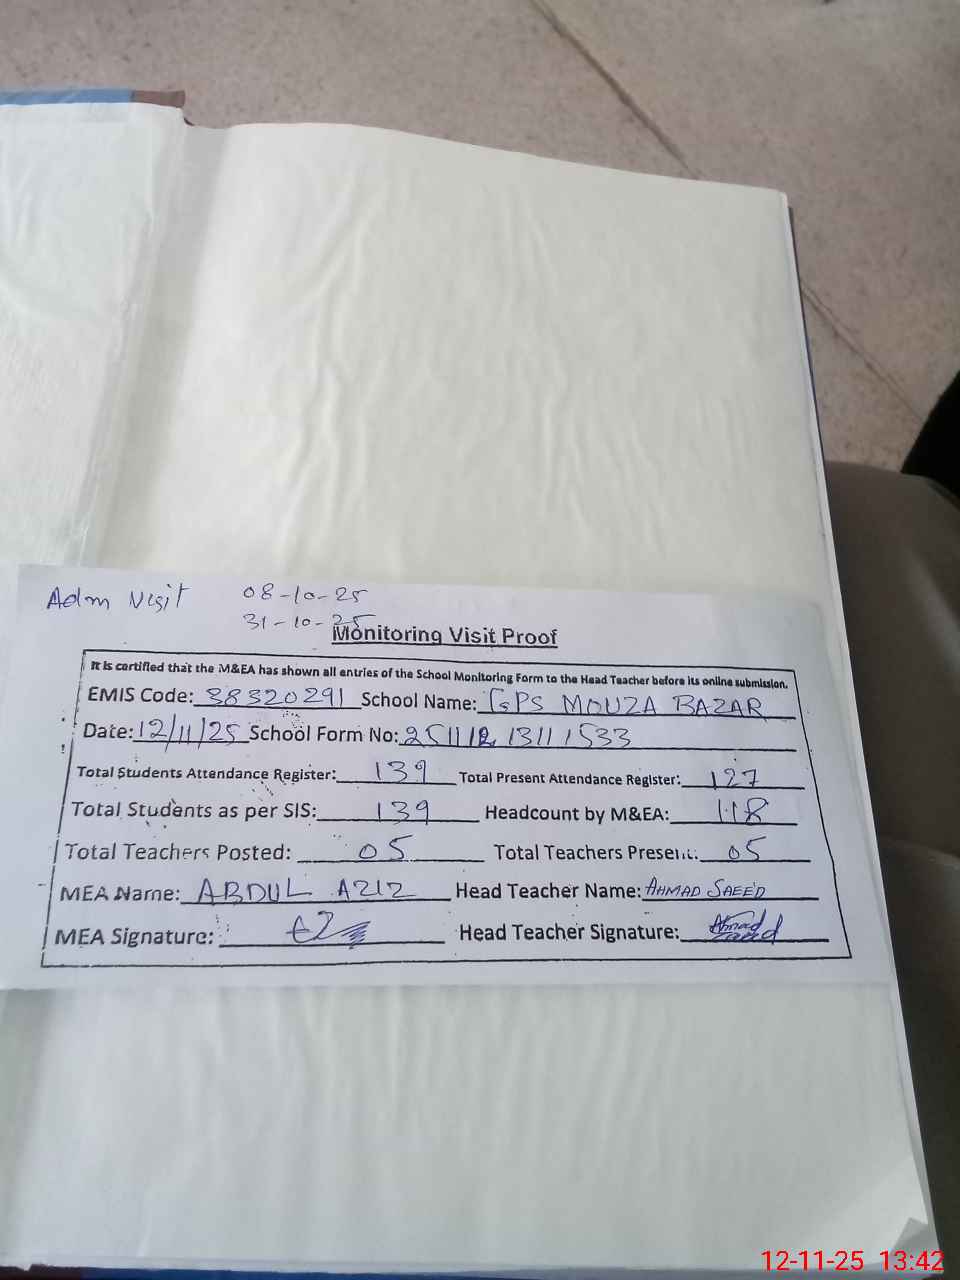 Adm Visit 08-10-25
31-10-25
Monitoring Visit Proof
It is certified that the M&EA has shown all entries of the School Monitoring Form to the Head Teacher before its online submission.
EMIS Code: 38320291 School Name: GPS MOUZA BAZAR
Date: 12/11/25 School Form No: 25111213111533
Total Students Attendance Register: 139 Total Present Attendance Register: 127
Total Students as per SIS: 139 Headcount by M&EA: 118
Total Teachers Posted: 05 Total Teachers Present: 05
MEA Name: ABDUL AZIZ Head Teacher Name: AHMAD SAEED
MEA Signature: Head Teacher Signature: Ahmad Saeed
12-11-25 13:42